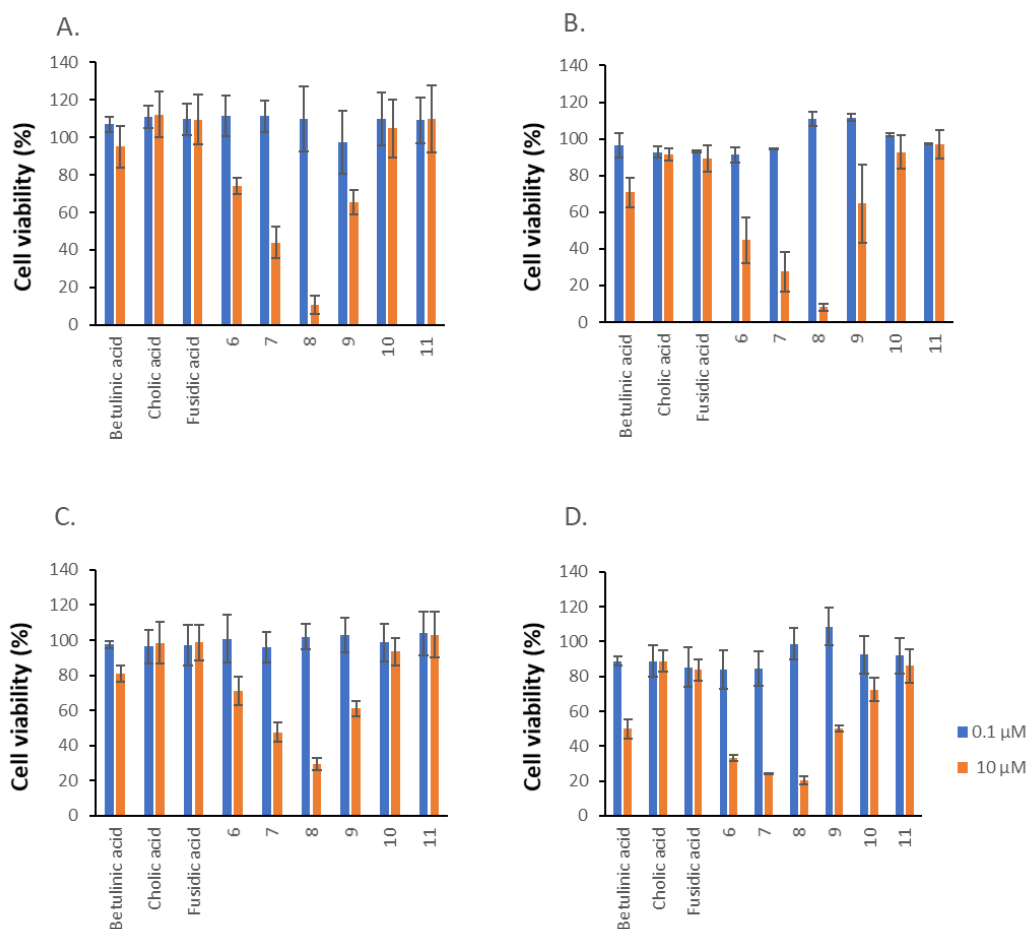 A.
Cell viability (%)
140
120
100
80
60
40
20
0
Betulinic acid
Cholic acid
Fusidic acid
6
7
8
9
10
11
B.
Cell viability (%)
140
120
100
80
60
40
20
0
Betulinic acid
Cholic acid
Fusidic acid
6
7
8
9
10
11
C.
Cell viability (%)
140
120
100
80
60
40
20
0
Betulinic acid
Cholic acid
Fusidic acid
6
7
8
9
10
11
D.
Cell viability (%)
140
120
100
80
60
40
20
0
Betulinic acid
Cholic acid
Fusidic acid
6
7
8
9
10
11
0.1 µM
10 µM